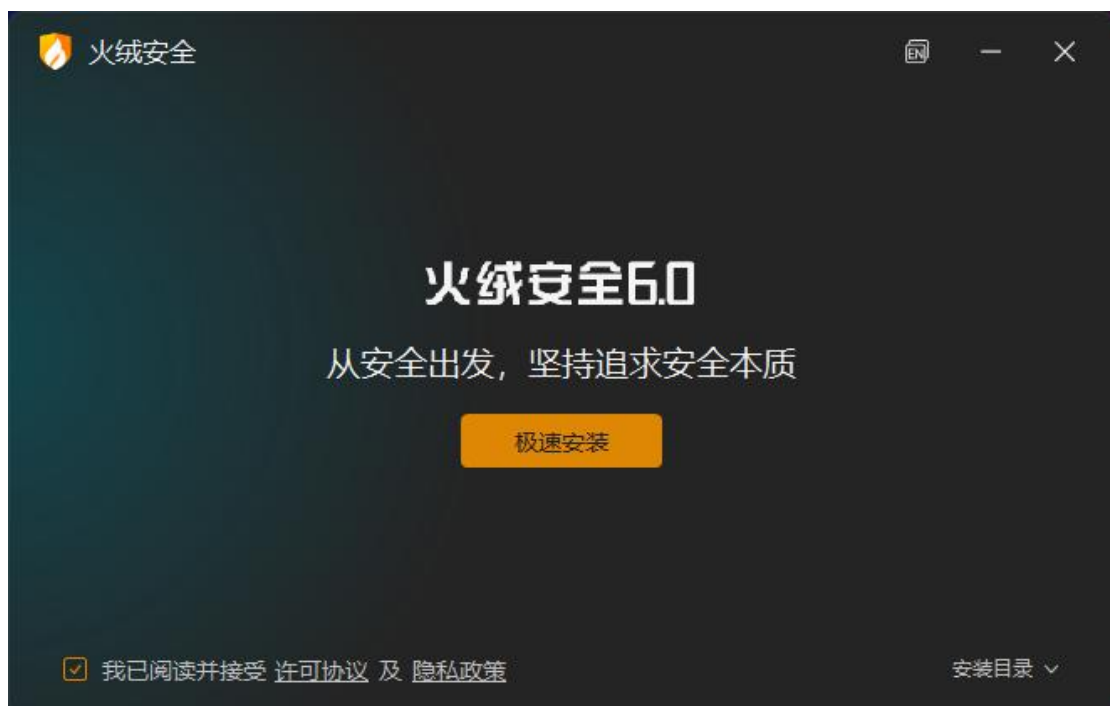 火绒安全
EN
火绒安全6.0
从安全出发，坚持追求安全本质
极速安装
我已阅读并接受 许可协议 及 隐私政策
安装目录